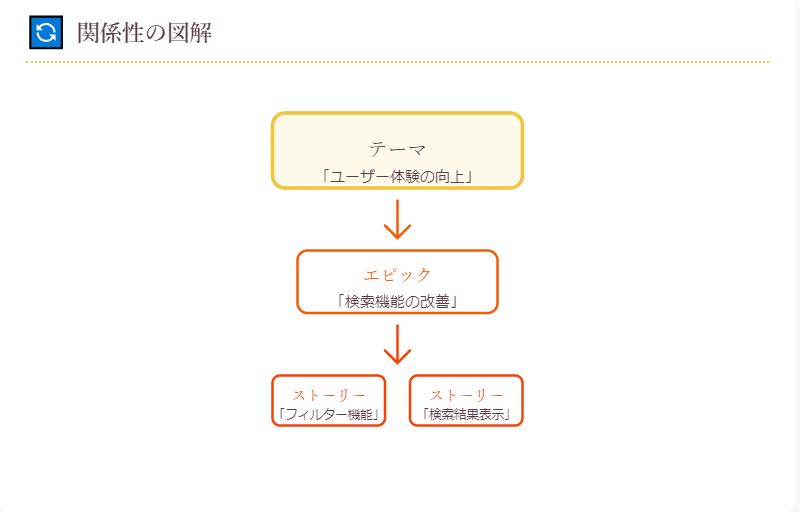 関係性の図解
テーマ
「ユーザー体験の向上」
エピック
「検索機能の改善」
ストーリー
「フィルター機能」
ストーリー
「検索結果表示」